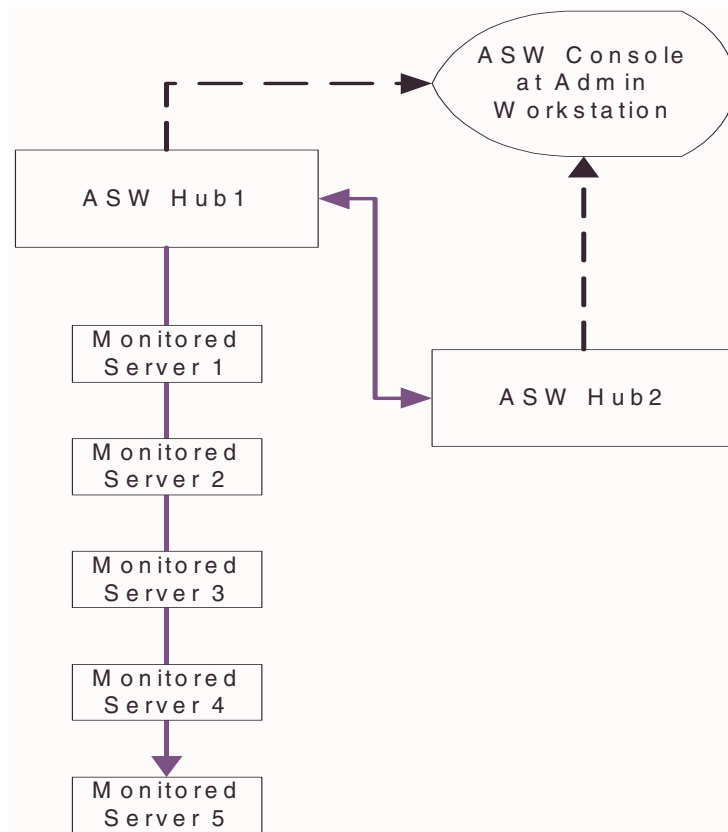 ASW Console
at Admin
Workstation
ASW Hub1
Monitored
Server 1
ASW Hub2
Monitored
Server 2
Monitored
Server 3
Monitored
Server 4
Monitored
Server 5